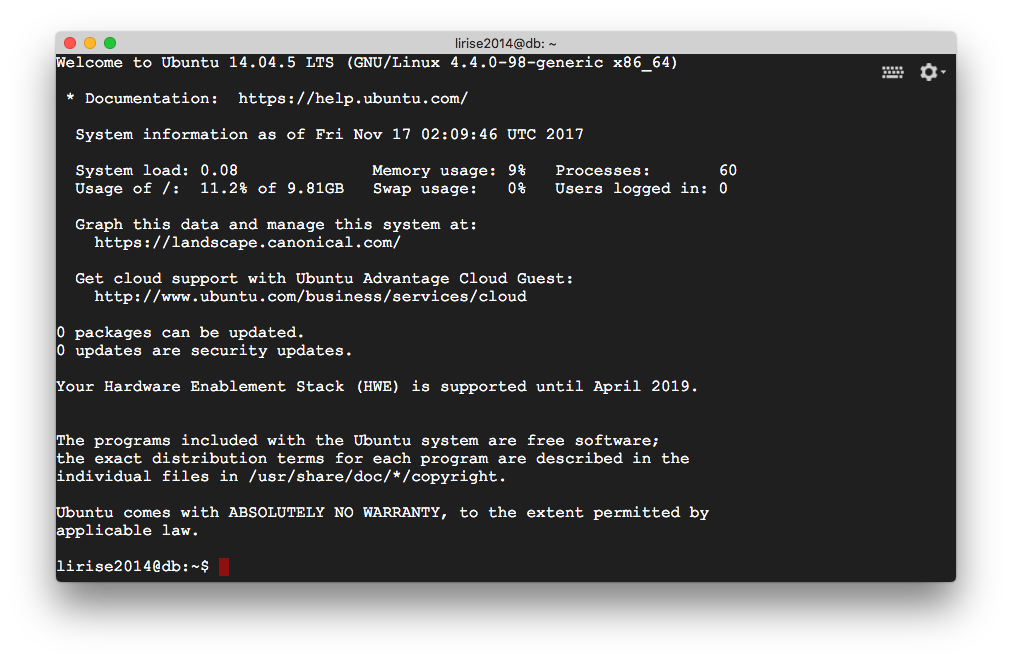 lirise2014@db: ~
Welcome to Ubuntu 14.04.5 LTS (GNU/Linux 4.4.0-98-generic x86_64)
* Documentation:  https://help.ubuntu.com/
System information as of Fri Nov 17 02:09:46 UTC 2017
System load: 0.08              Memory usage: 9%   Processes:       60
Usage of /:  11.2% of 9.81GB   Swap usage:   0%   Users logged in: 0
Graph this data and manage this system at:
https://landscape.canonical.com/
Get cloud support with Ubuntu Advantage Cloud Guest:
http://www.ubuntu.com/business/services/cloud
0 packages can be updated.
0 updates are security updates.
Your Hardware Enablement Stack (HWE) is supported until April 2019.
The programs included with the Ubuntu system are free software;
the exact distribution terms for each program are described in the
individual files in /usr/share/doc/*/copyright.
Ubuntu comes with ABSOLUTELY NO WARRANTY, to the extent permitted by
applicable law.
lirise2014@db:~$